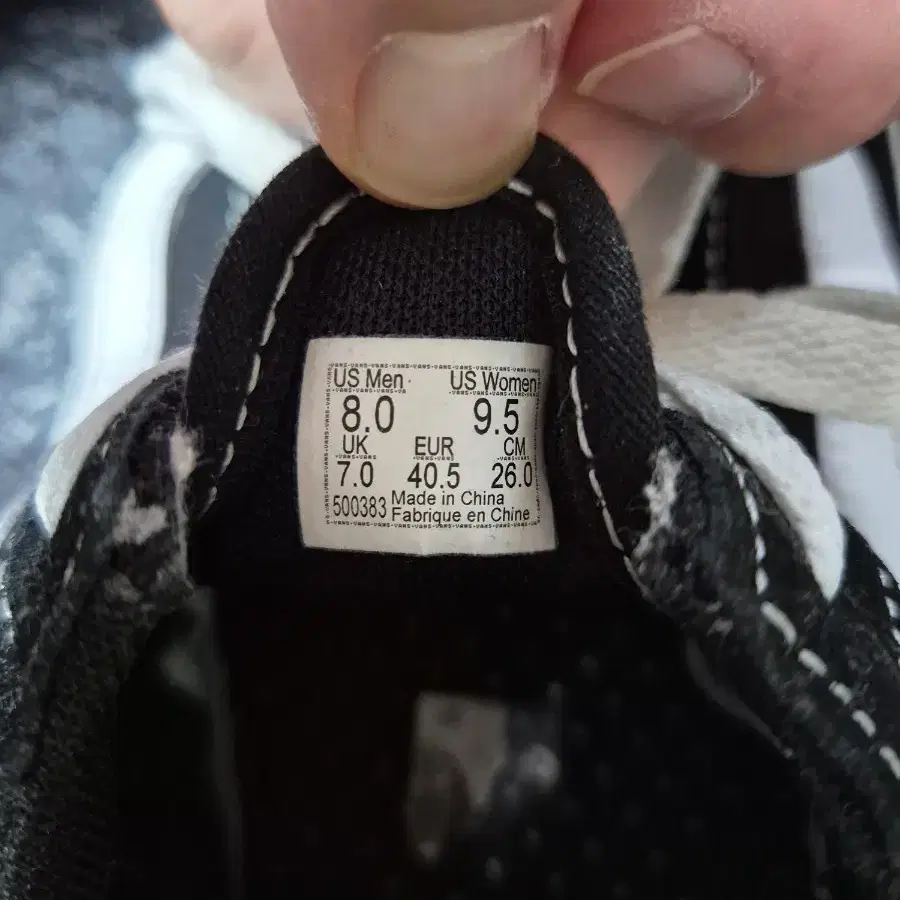 US Men US Women
8.0 9.5
UK EUR CM
7.0 40.5 26.0
500383 Made in China
Fabrique en Chine